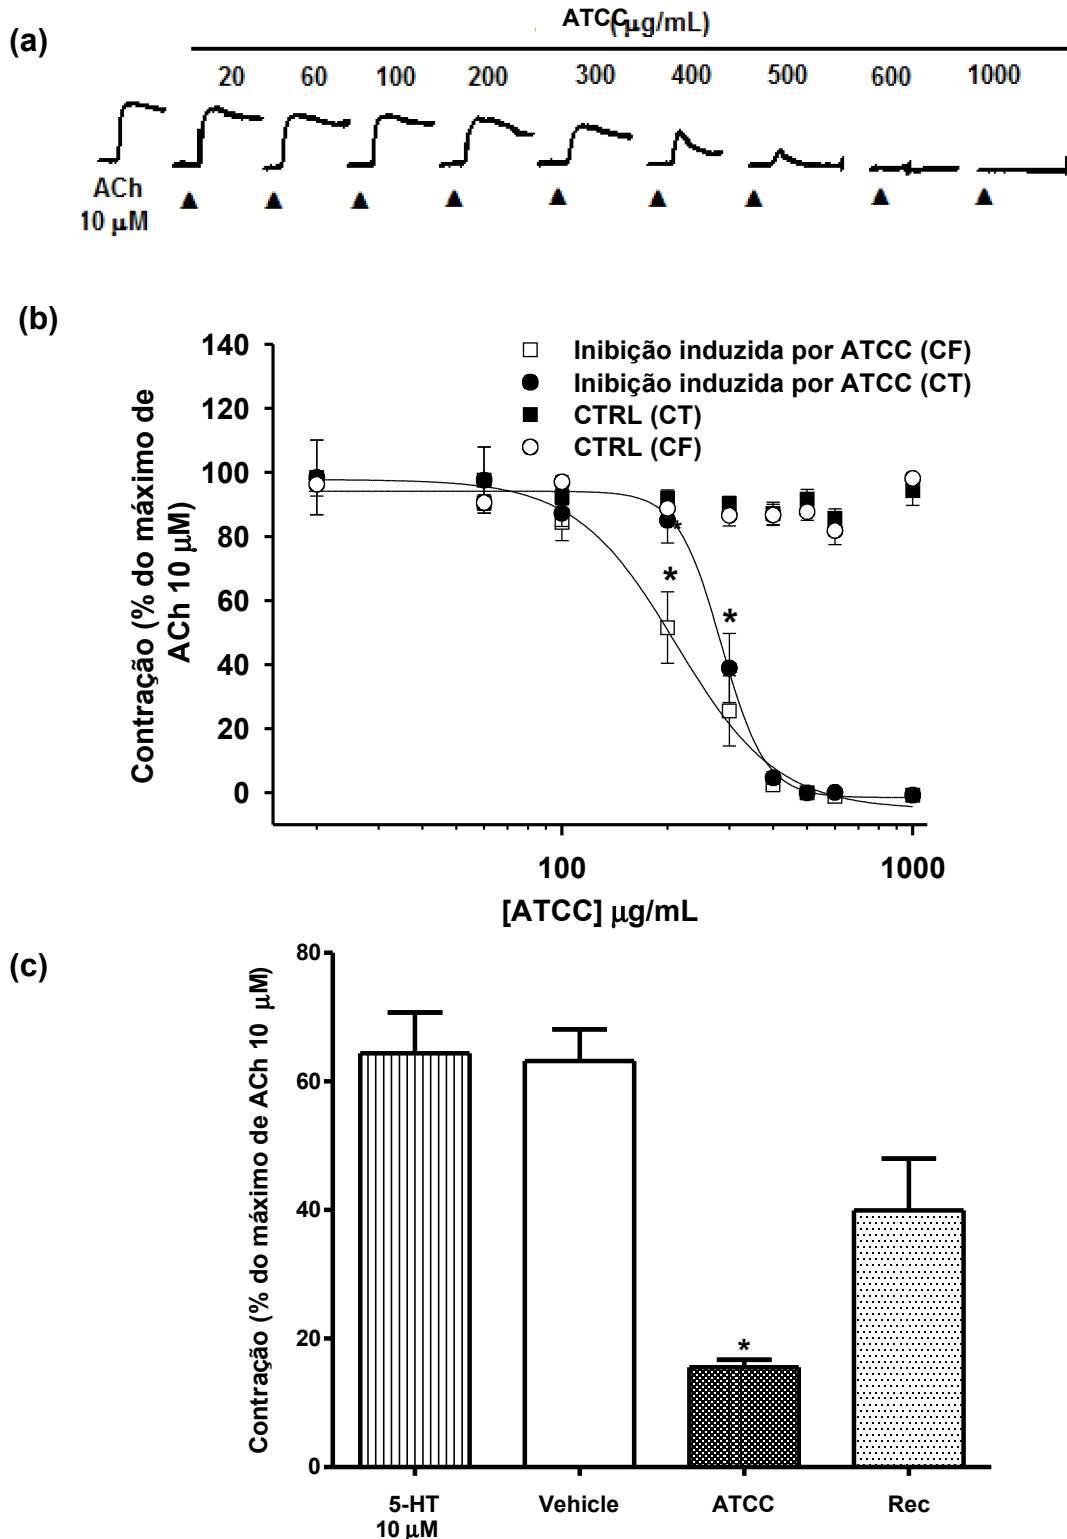 (a)
ATCC
(μg/mL)
20 60 100 200 300 400 500 600 1000
ACh
10 μM
(b)
140
120
100
80
60
40
20
0
Contração (% do máximo de
ACh 10 μM)
Inibição induzida por ATCC (CF)
Inibição induzida por ATCC (CT)
CTRL (CT)
CTRL (CF)
*
*
*
100 1000
[ATCC] μg/mL
(c)
80
60
40
20
0
Contração (% do máximo de ACh 10 μM)
*
5-HT
10 μM
Vehicle
ATCC
Rec